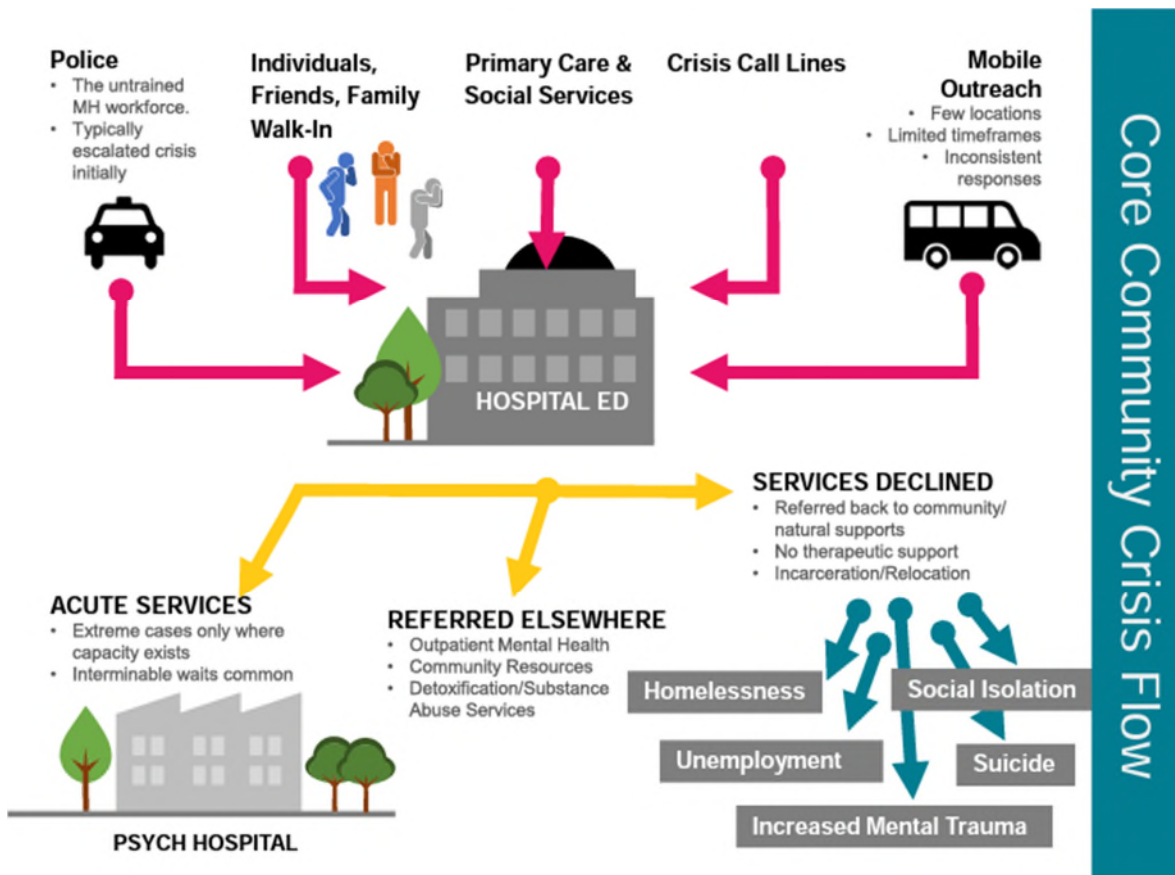 Police
• The untrained
MH workforce.
• Typically
escalated crisis
initially
Individuals,
Friends, Family
Walk-In
Primary Care &
Social Services
Crisis Call Lines
Mobile
Outreach
• Few locations
• Limited timeframes
• Inconsistent
responses
HOSPITAL ED
SERVICES DECLINED
• Referred back to community/
natural supports
• No therapeutic support
• Incarceration/Relocation
ACUTE SERVICES
• Extreme cases only where
capacity exists
• Interminable waits common
PSYCH HOSPITAL
REFERRED ELSEWHERE
• Outpatient Mental Health
• Community Resources
• Detoxification/Substance
Abuse Services
Homelessness
Social Isolation
Unemployment
Suicide
Increased Mental Trauma
Core Community Crisis Flow